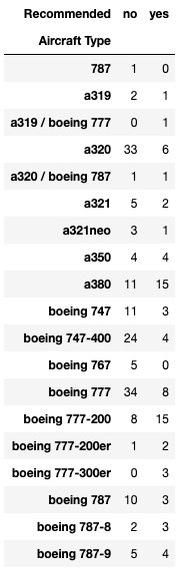 Recommended no yes
Aircraft Type
787 1 0
a319 2 1
a319 / boeing 777 0 1
a320 33 6
a320 / boeing 787 1 1
a321 5 2
a321neo 3 1
a350 4 4
a380 11 15
boeing 747 11 3
boeing 747-400 24 4
boeing 767 5 0
boeing 777 34 8
boeing 777-200 8 15
boeing 777-200er 1 2
boeing 777-300er 0 3
boeing 787 10 3
boeing 787-8 2 3
boeing 787-9 5 4